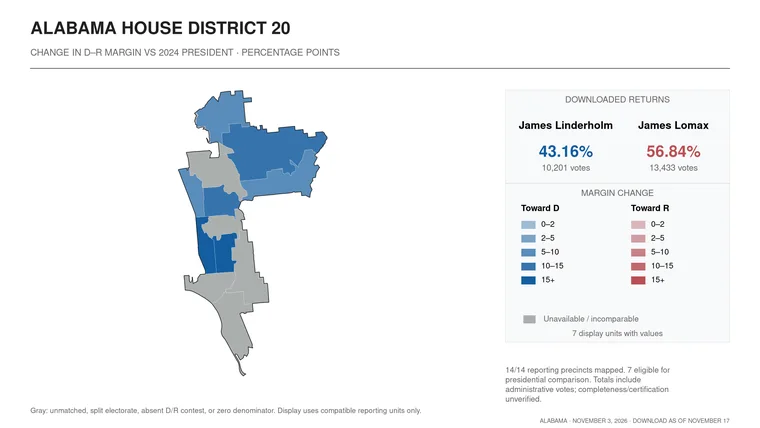 ALABAMA HOUSE DISTRICT 20
CHANGE IN D–R MARGIN VS 2024 PRESIDENT · PERCENTAGE POINTS
DOWNLOADED RETURNS
James Linderholm James Lomax
43.16% 56.84%
10,201 votes 13,433 votes
MARGIN CHANGE
Toward D Toward R
0–2 0–2
2–5 2–5
5–10 5–10
10–15 10–15
15+ 15+
Unavailable / incomparable
7 display units with values
14/14 reporting precincts mapped. 7 eligible for
presidential comparison. Totals include
administrative votes; completeness/certification
unverified.
Gray: unmatched, split electorate, absent D/R contest, or zero denominator. Display uses compatible reporting units only.
ALABAMA · NOVEMBER 3, 2026 · DOWNLOAD AS OF NOVEMBER 17